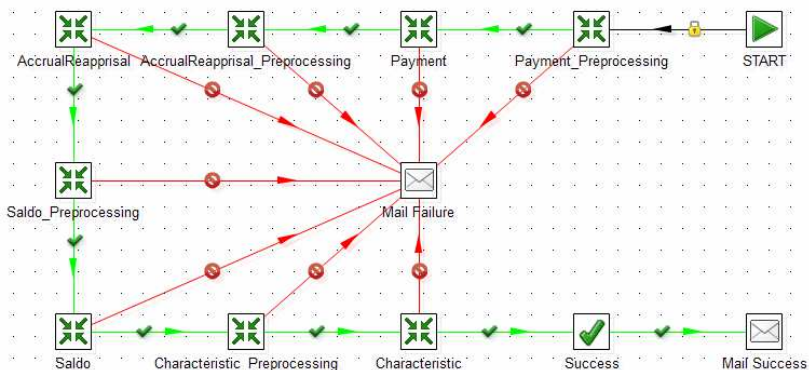 AccrualReapprisal AccrualReapprisal_Preprocessing Payment Payment_Preprocessing START
Saldo_Preprocessing Mail Failure
Saldo Characteristic_Preprocessing Characteristic Success Mail Success